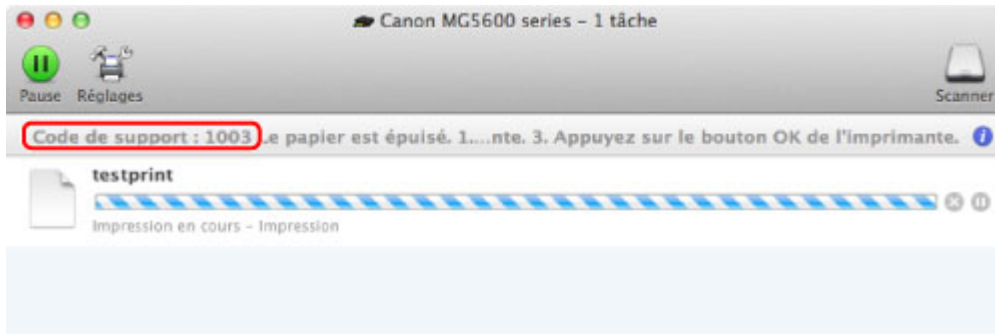 Canon MG5600 series – 1 tâche
Pause Réglages Scanner
Code de support : 1003 Le papier est épuisé. 1....nte. 3. Appuyez sur le bouton OK de l'imprimante.
testprint
Impression en cours – Impression